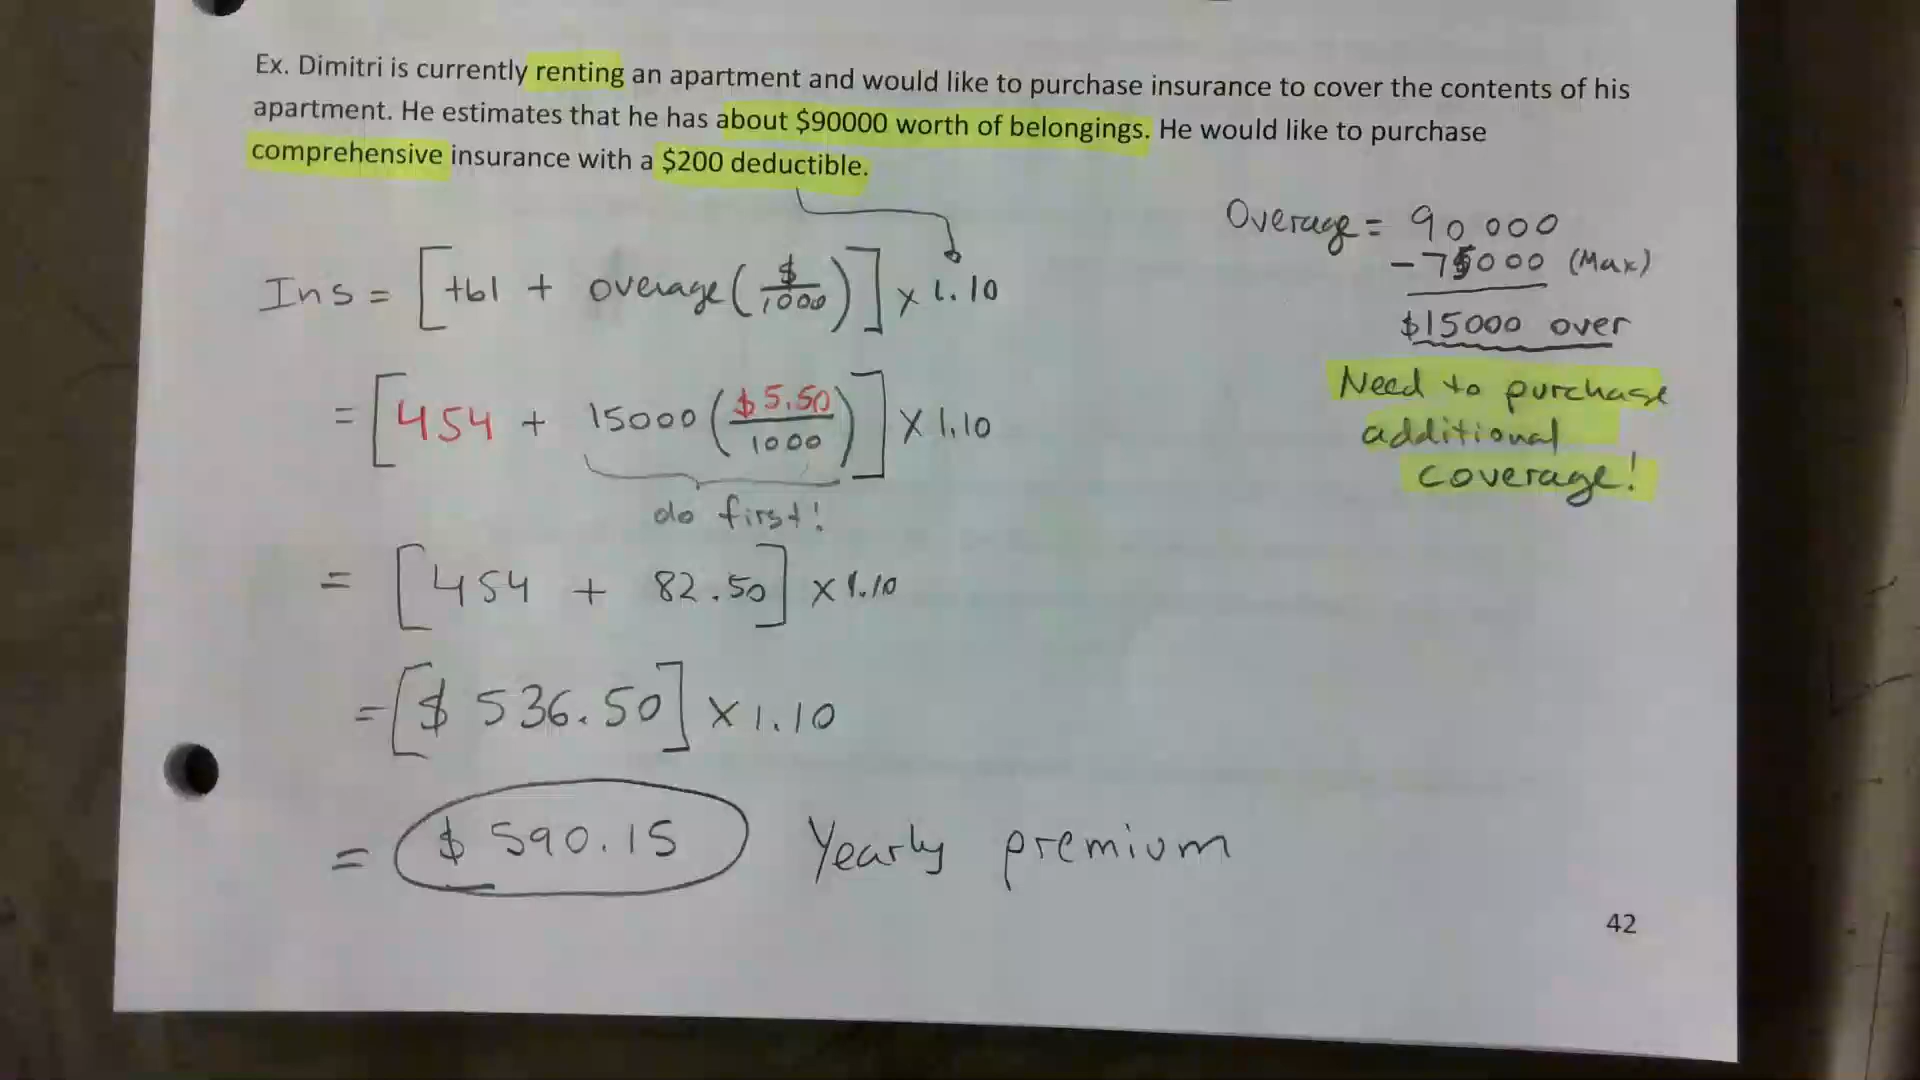 Ex. Dimitri is currently renting an apartment and would like to purchase insurance to cover the contents of his
apartment. He estimates that he has about $90000 worth of belongings. He would like to purchase
comprehensive insurance with a $200 deductible.
Overage = 90 000
- 75000 (Max)
$15000 over
Need to purchase
additional
coverage!
Ins = [tbl + overage($/1000)] x 1.10
= [454 + 15000($5.50/1000)] x 1.10
do first!
= [454 + 82.50] x 1.10
= [$ 536.50] x 1.10
= $ 590.15 Yearly premium
42